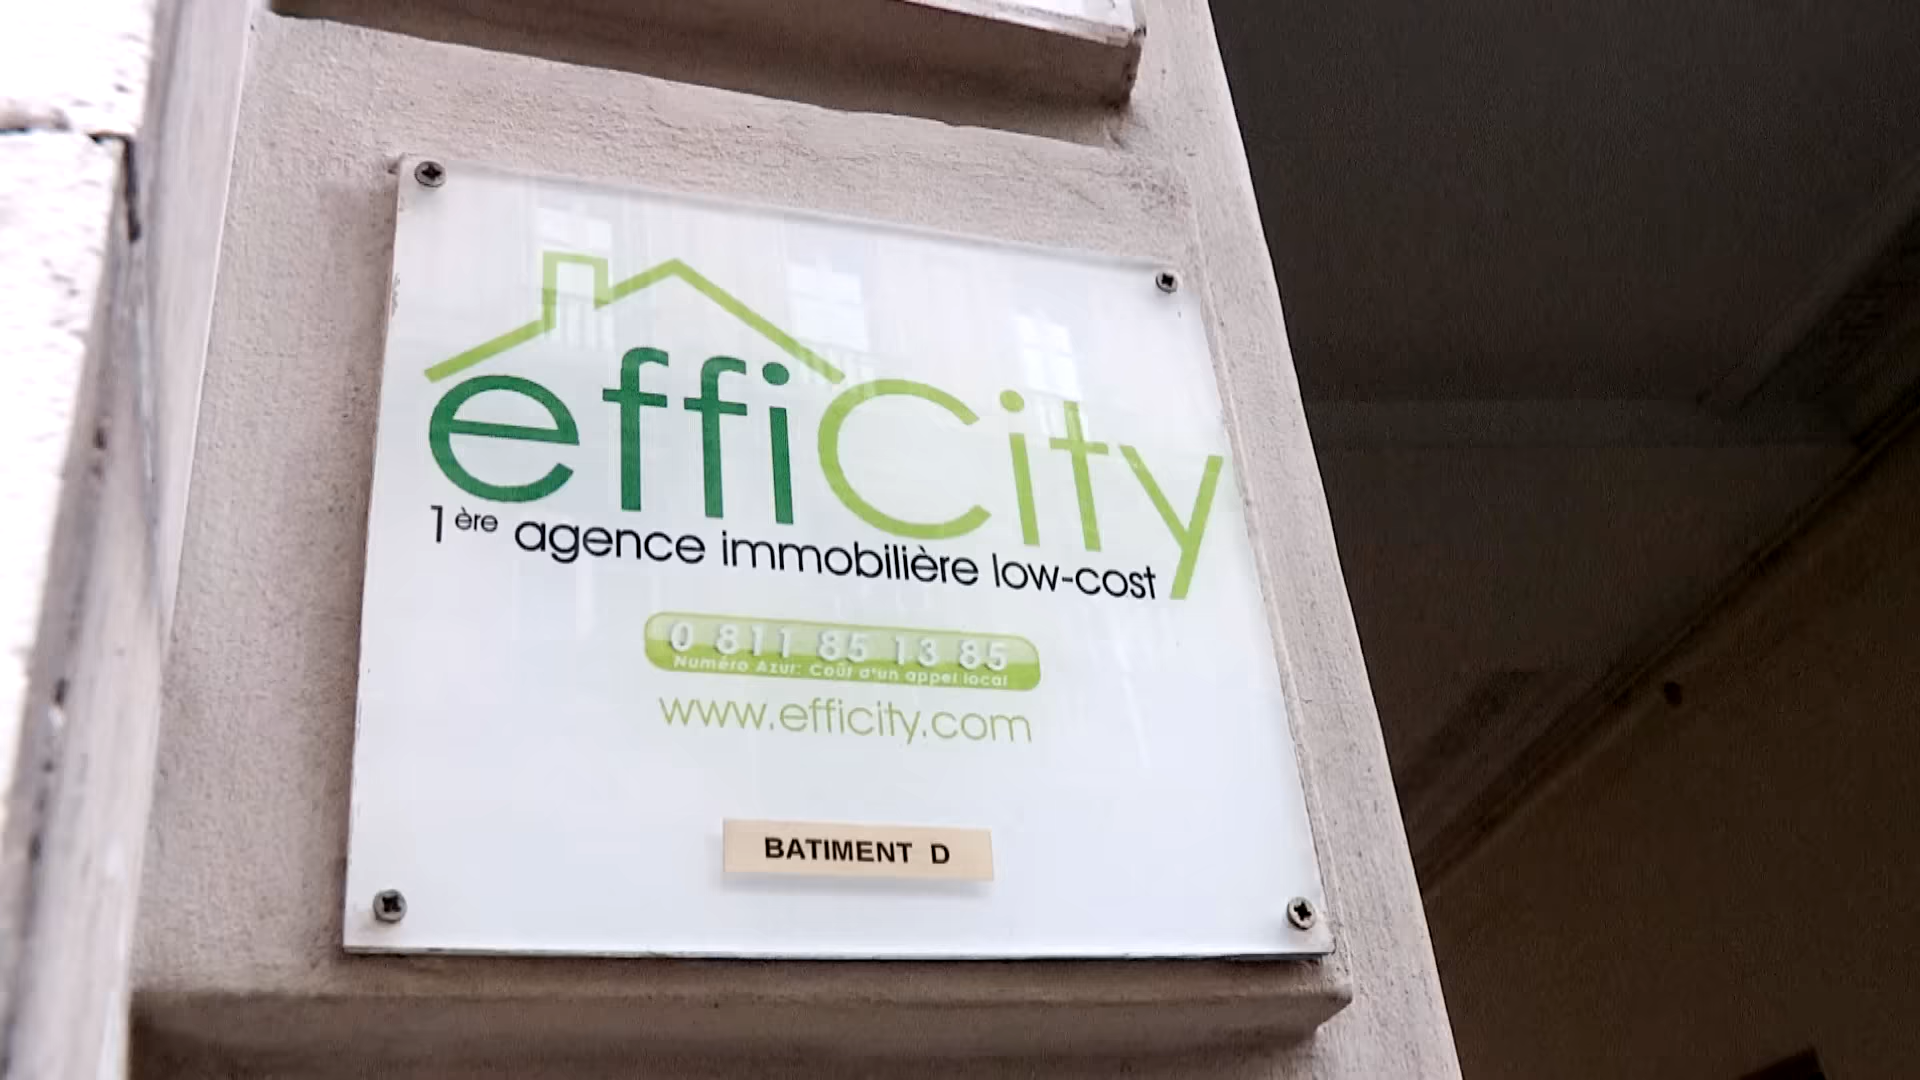 effiCity
1ère agence immobilière low-cost
0 811 85 13 85
Numéro Azur: Coût d'un appel local
www.efficity.com
BATIMENT D